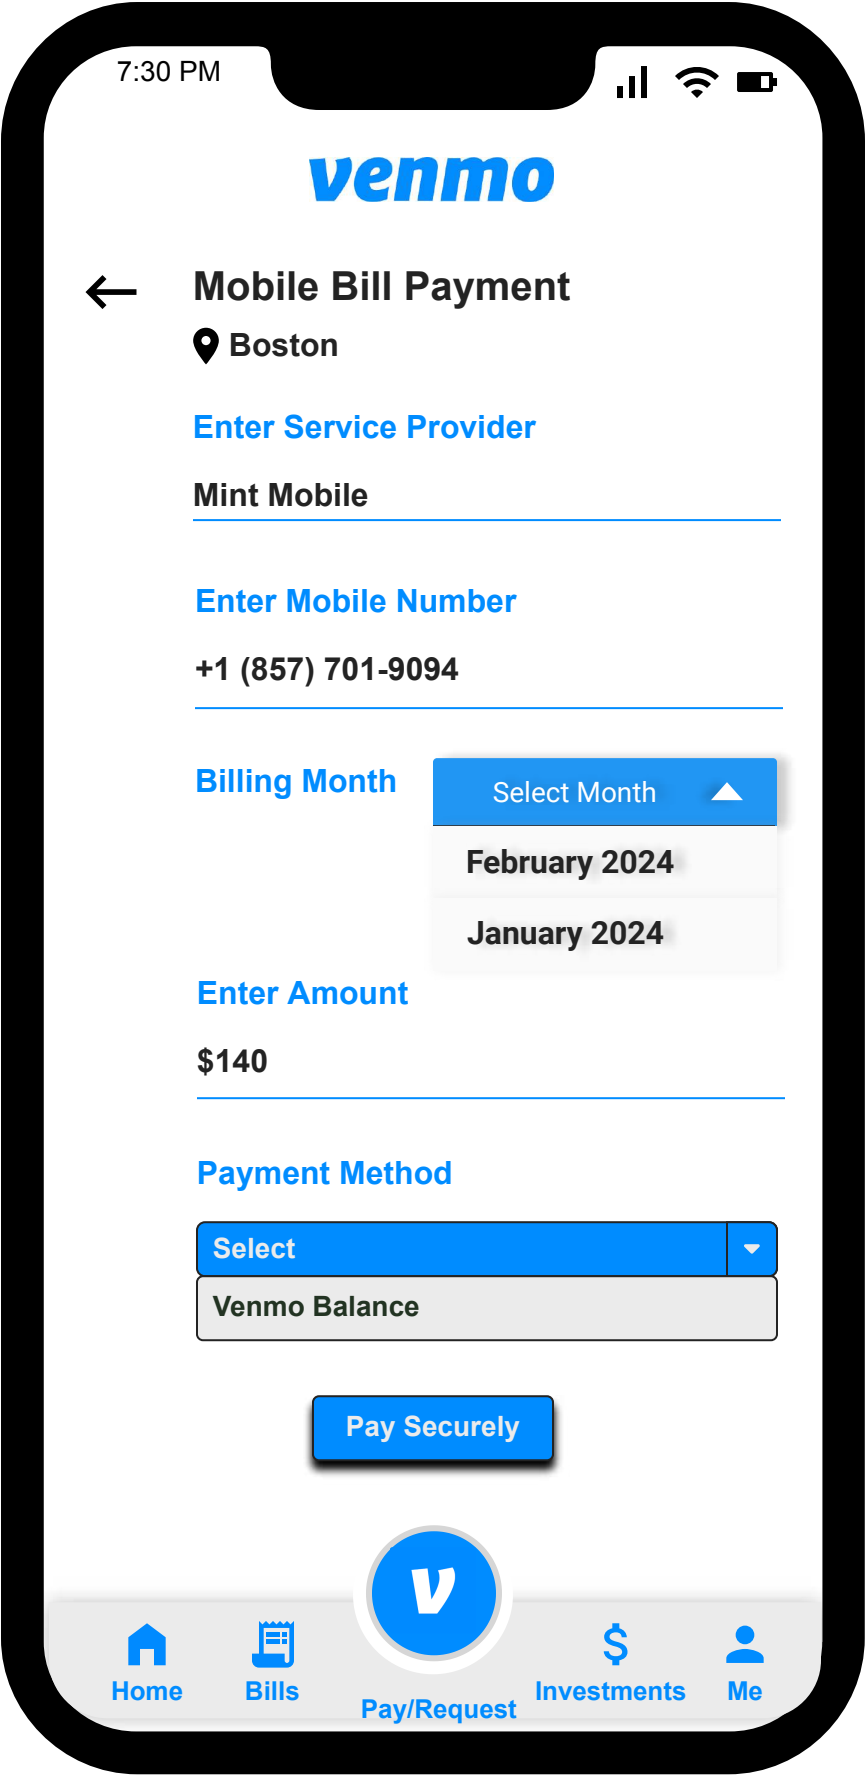 7:30 PM
venmo
Mobile Bill Payment
Boston
Enter Service Provider
Mint Mobile
Enter Mobile Number
+1 (857) 701-9094
Billing Month
Select Month
February 2024
January 2024
Enter Amount
$140
Payment Method
Select
Venmo Balance
Pay Securely
v
$
Home
Bills
Pay/Request
Investments
Me